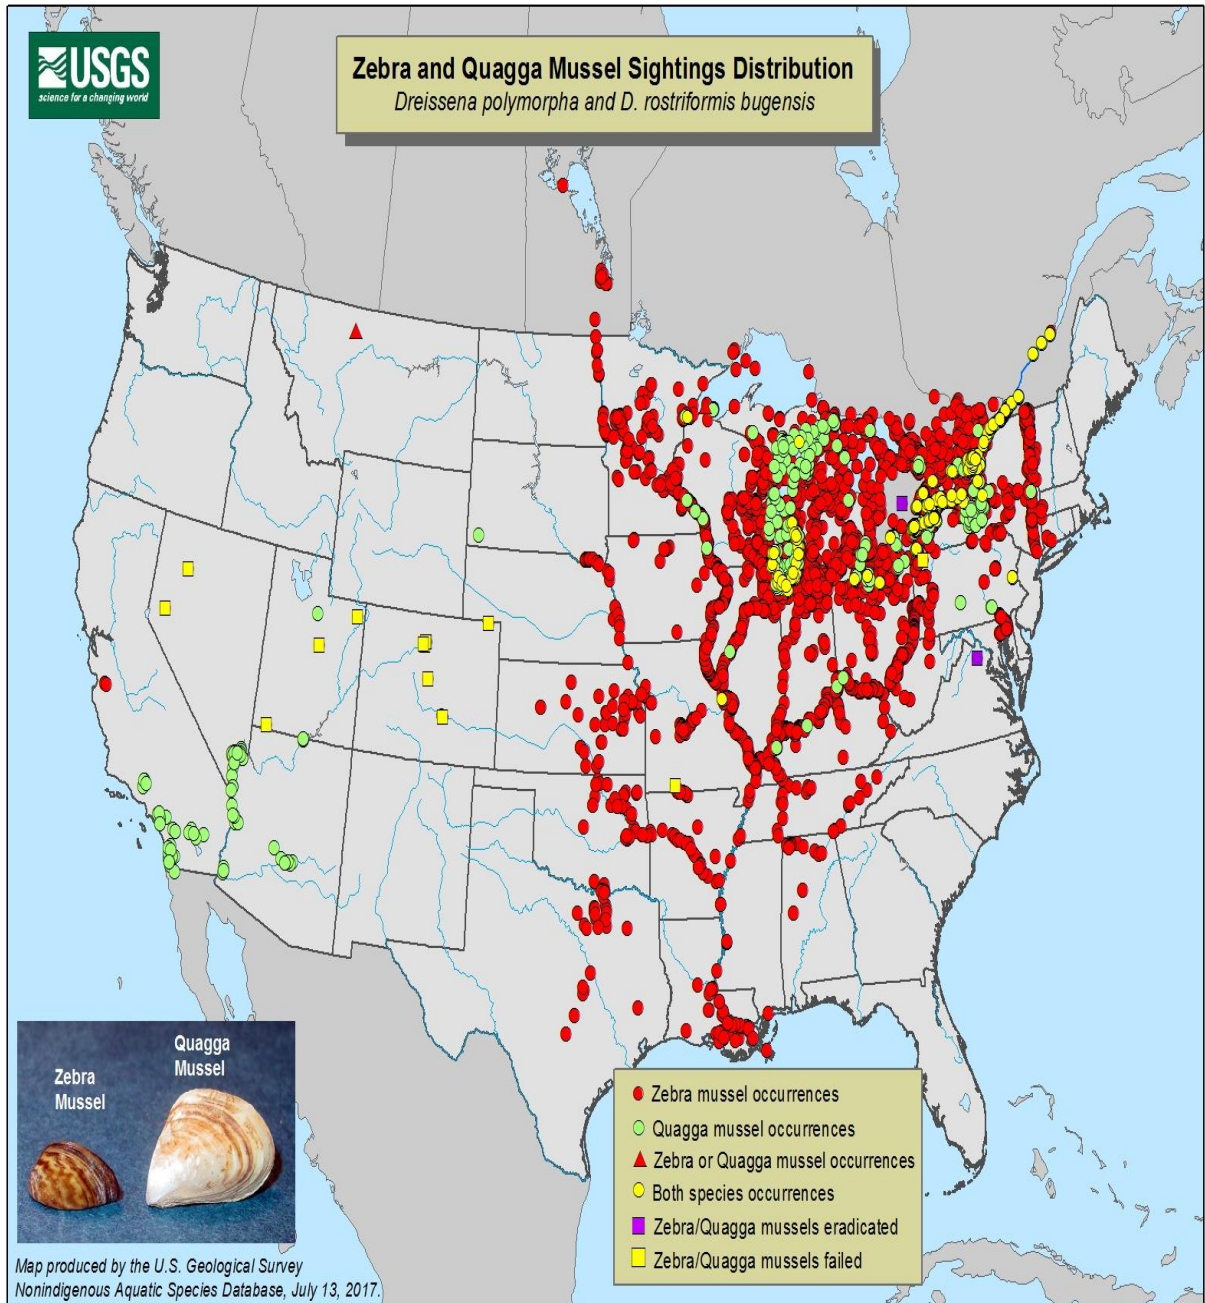 USGS
science for a changing world
Zebra and Quagga Mussel Sightings Distribution
Dreissena polymorpha and D. rostriformis bugensis
Zebra
Mussel
Quagga
Mussel
Zebra mussel occurrences
Quagga mussel occurrences
Zebra or Quagga mussel occurrences
Both species occurrences
Zebra/Quagga mussels eradicated
Zebra/Quagga mussels failed
Map produced by the U.S. Geological Survey
Nonindigenous Aquatic Species Database, July 13, 2017.